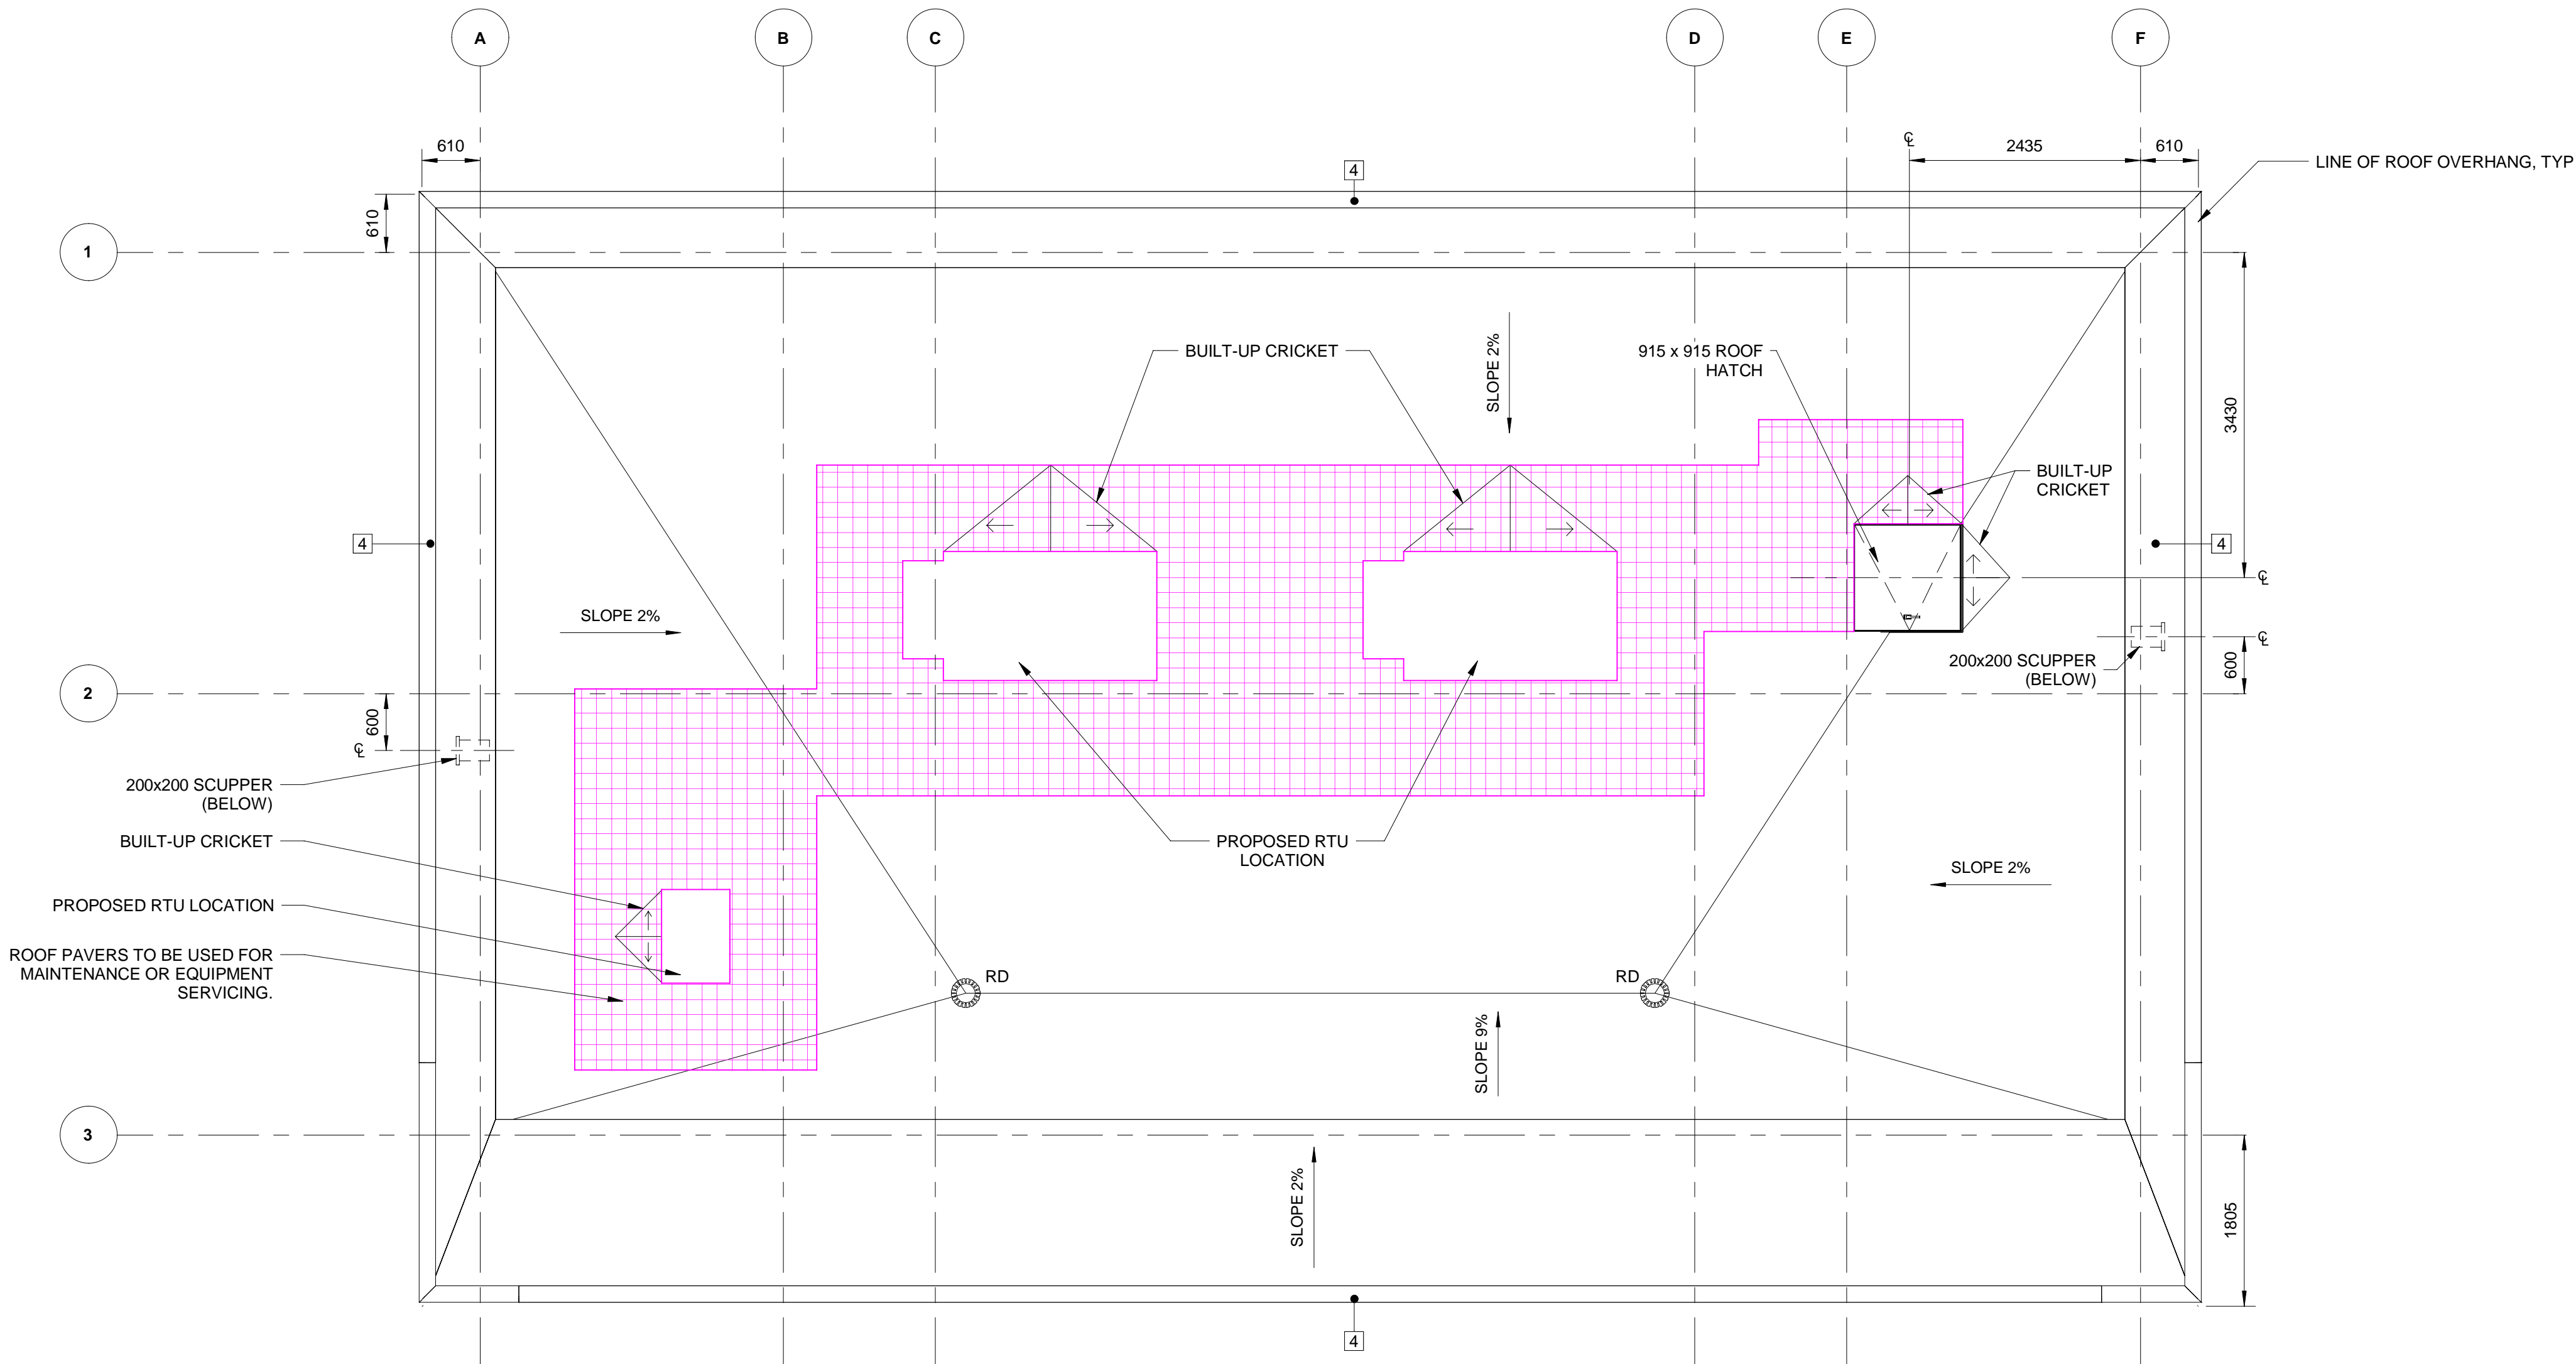 A
B
C
D
E
F
610
℄
2435
610
LINE OF ROOF OVERHANG, TYP
4
610
1
BUILT-UP CRICKET
SLOPE 2%
915 x 915 ROOF
HATCH
3430
BUILT-UP
CRICKET
4
4
℄
SLOPE 2%
℄
200x200 SCUPPER
(BELOW)
600
2
600
℄
200x200 SCUPPER
(BELOW)
BUILT-UP CRICKET
PROPOSED RTU
LOCATION
SLOPE 2%
PROPOSED RTU LOCATION
ROOF PAVERS TO BE USED FOR
MAINTENANCE OR EQUIPMENT
SERVICING.
RD
RD
SLOPE 9%
3
SLOPE 2%
1805
4